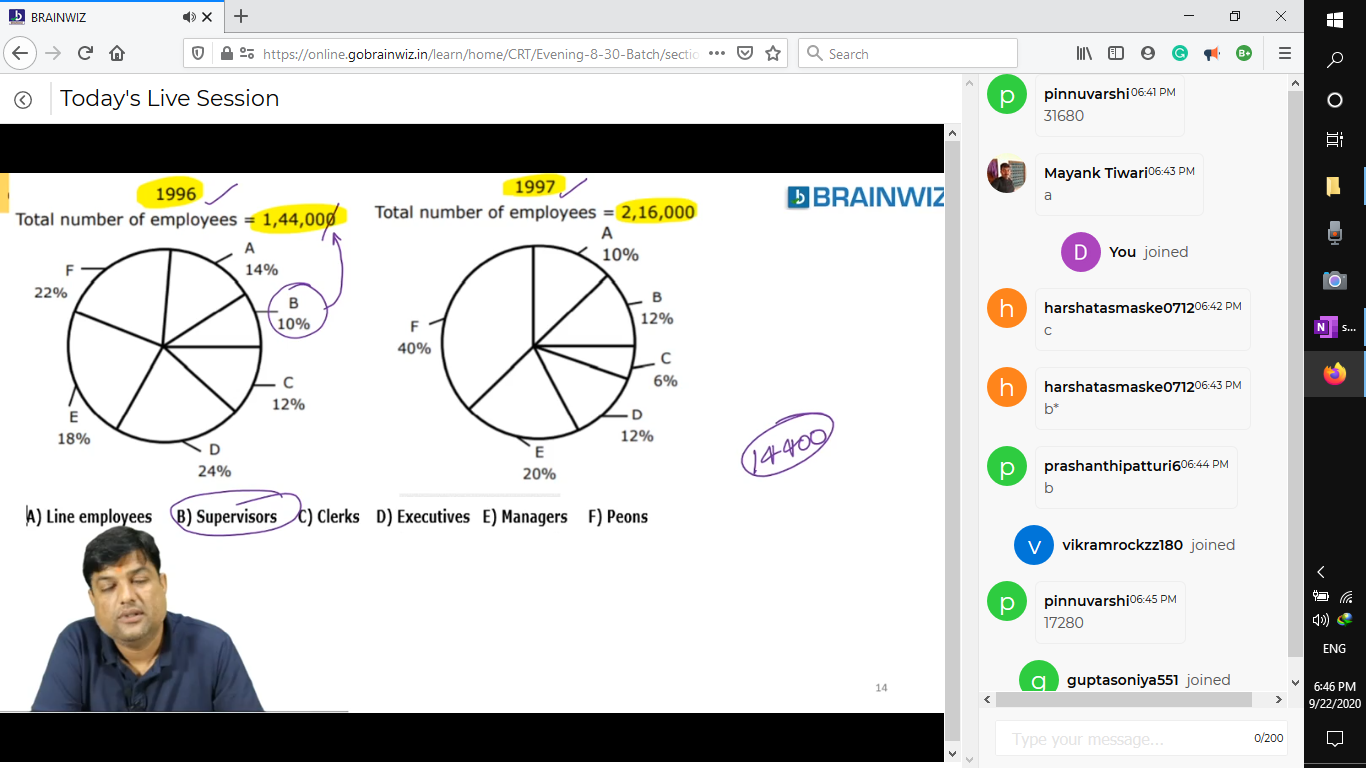 BRAINWIZ
https://online.gobrainwiz.in/learn/home/CRT/Evening-8-30-Batch/sectio
Search
Today's Live Session
1996
Total number of employees = 1,44,000
A
14%
B
10%
C
12%
D
24%
E
18%
F
22%
1997
Total number of employees = 2,16,000
A
10%
B
12%
C
6%
D
12%
E
20%
F
40%
BRAINWIZ
14400
A) Line employees B) Supervisors C) Clerks D) Executives E) Managers F) Peons
14
p
pinnuvarshi 06:41 PM
31680
Mayank Tiwari 06:43 PM
a
D You joined
h
harshatasmaske0712 06:42 PM
c
h
harshatasmaske0712 06:43 PM
b*
p
prashanthipatturi6 06:44 PM
b
v vikramrockzz180 joined
p
pinnuvarshi 06:45 PM
17280
g guptasoniya551 joined
Type your message...
0/200
N s...
ENG
6:46 PM
9/22/2020